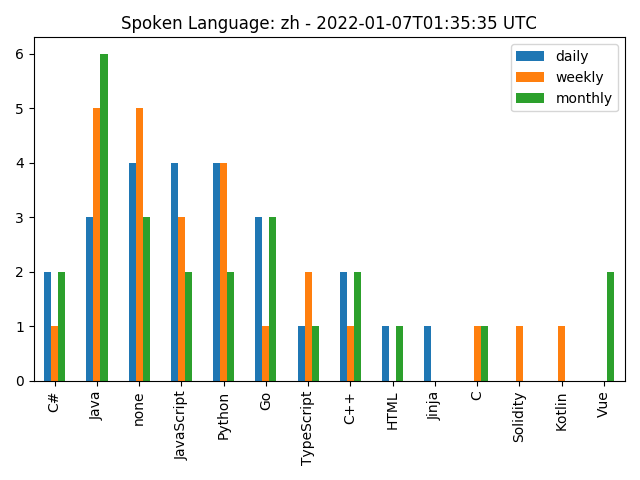 Spoken Language: zh - 2022-01-07T01:35:35 UTC
daily
weekly
monthly
6
5
4
3
2
1
0
C#
Java
none
JavaScript
Python
Go
TypeScript
C++
HTML
Jinja
C
Solidity
Kotlin
Vue